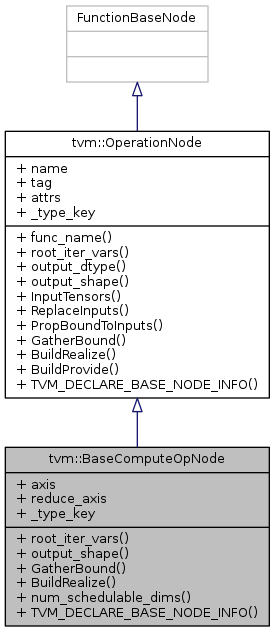 FunctionBaseNode
tvm::OperationNode
+ name
+ tag
+ attrs
+ _type_key
+ func_name()
+ root_iter_vars()
+ output_dtype()
+ output_shape()
+ InputTensors()
+ ReplaceInputs()
+ PropBoundToInputs()
+ GatherBound()
+ BuildRealize()
+ BuildProvide()
+ TVM_DECLARE_BASE_NODE_INFO()
tvm::BaseComputeOpNode
+ axis
+ reduce_axis
+ _type_key
+ root_iter_vars()
+ output_shape()
+ GatherBound()
+ BuildRealize()
+ num_schedulable_dims()
+ TVM_DECLARE_BASE_NODE_INFO()